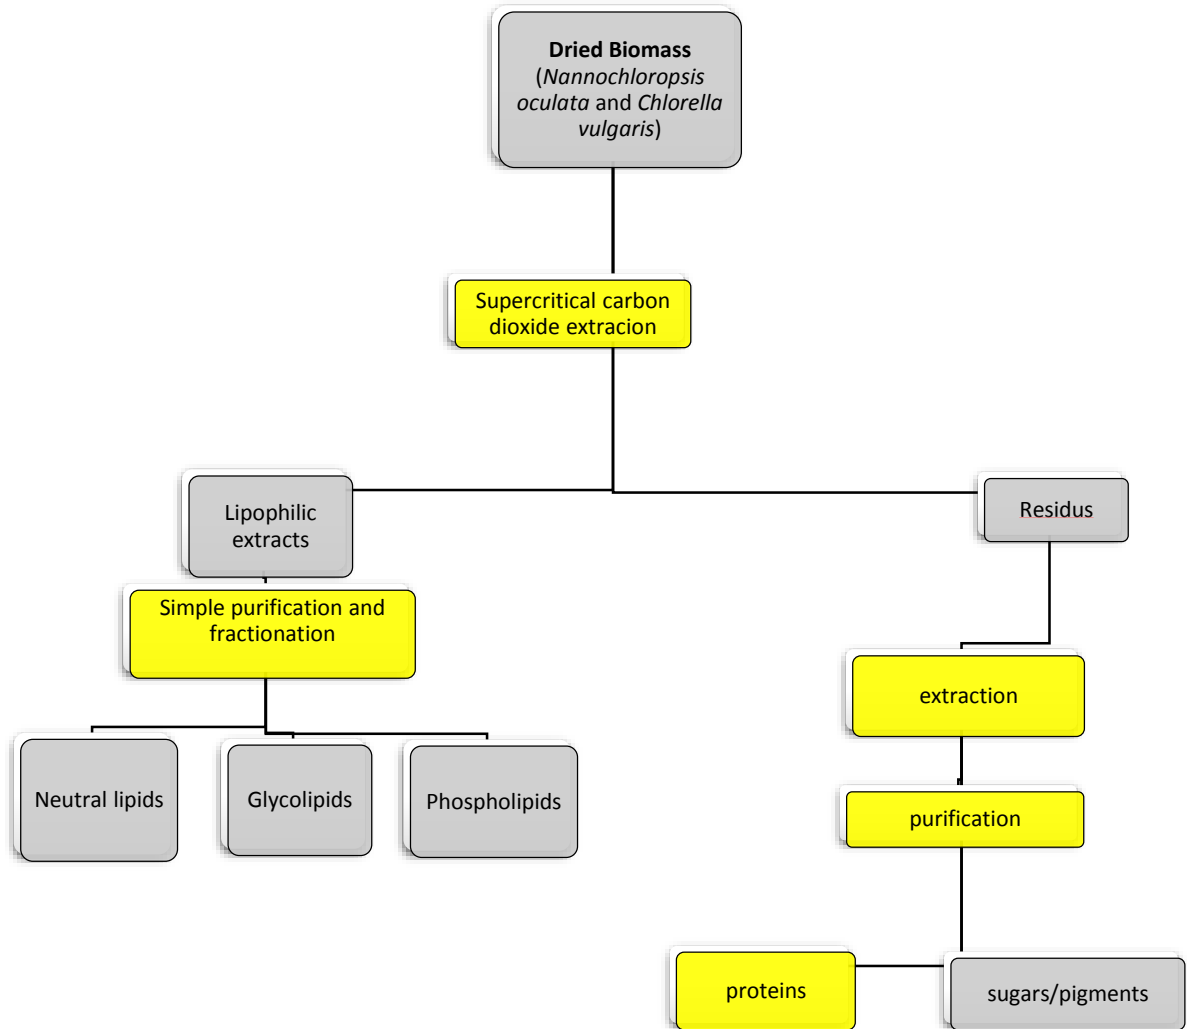 Dried Biomass
(Nannochloropsis
oculata and Chlorella
vulgaris)
Supercritical carbon
dioxide extracion
Lipophilic
extracts
Residus
Simple purification and
fractionation
extraction
Neutral lipids
Glycolipids
Phospholipids
purification
proteins
sugars/pigments